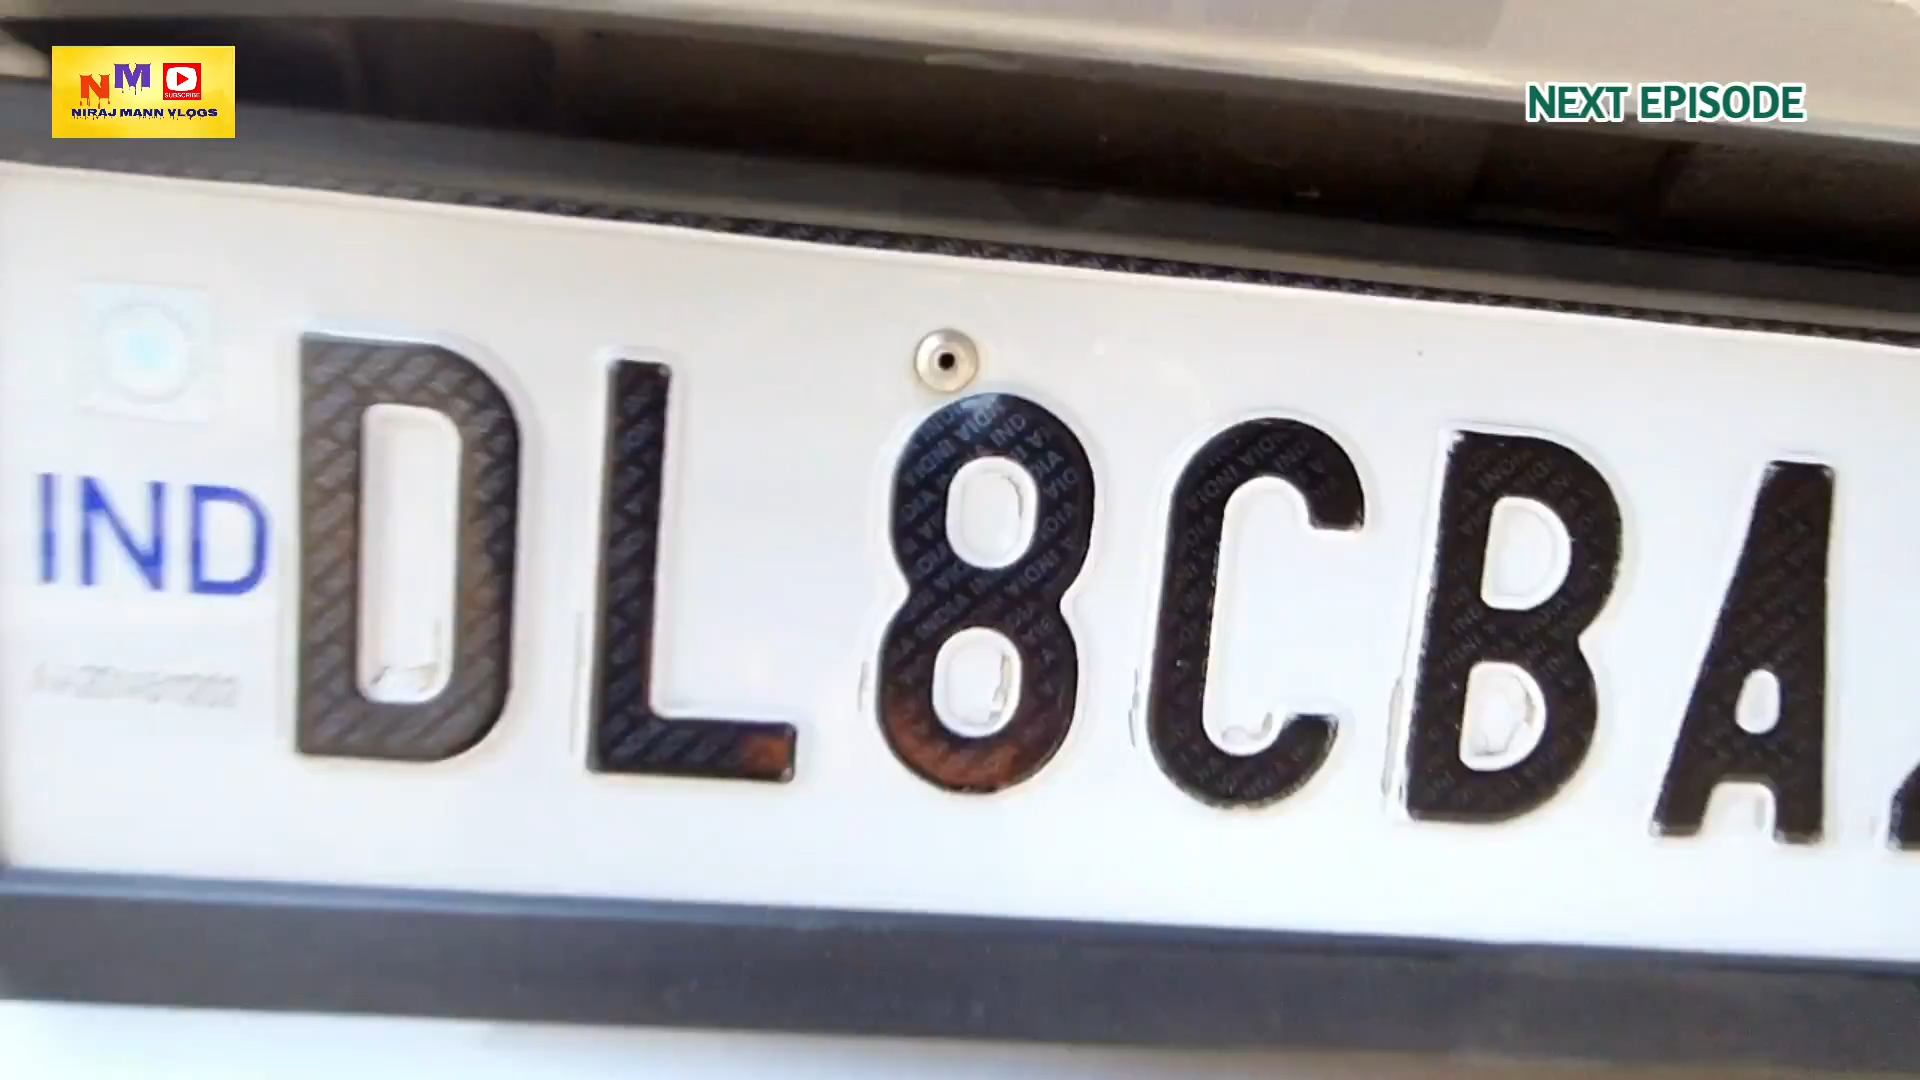 NM
SUBSCRIBE
NIRAJ MANN VLOGS
NEXT EPISODE
IND
DL8CBA